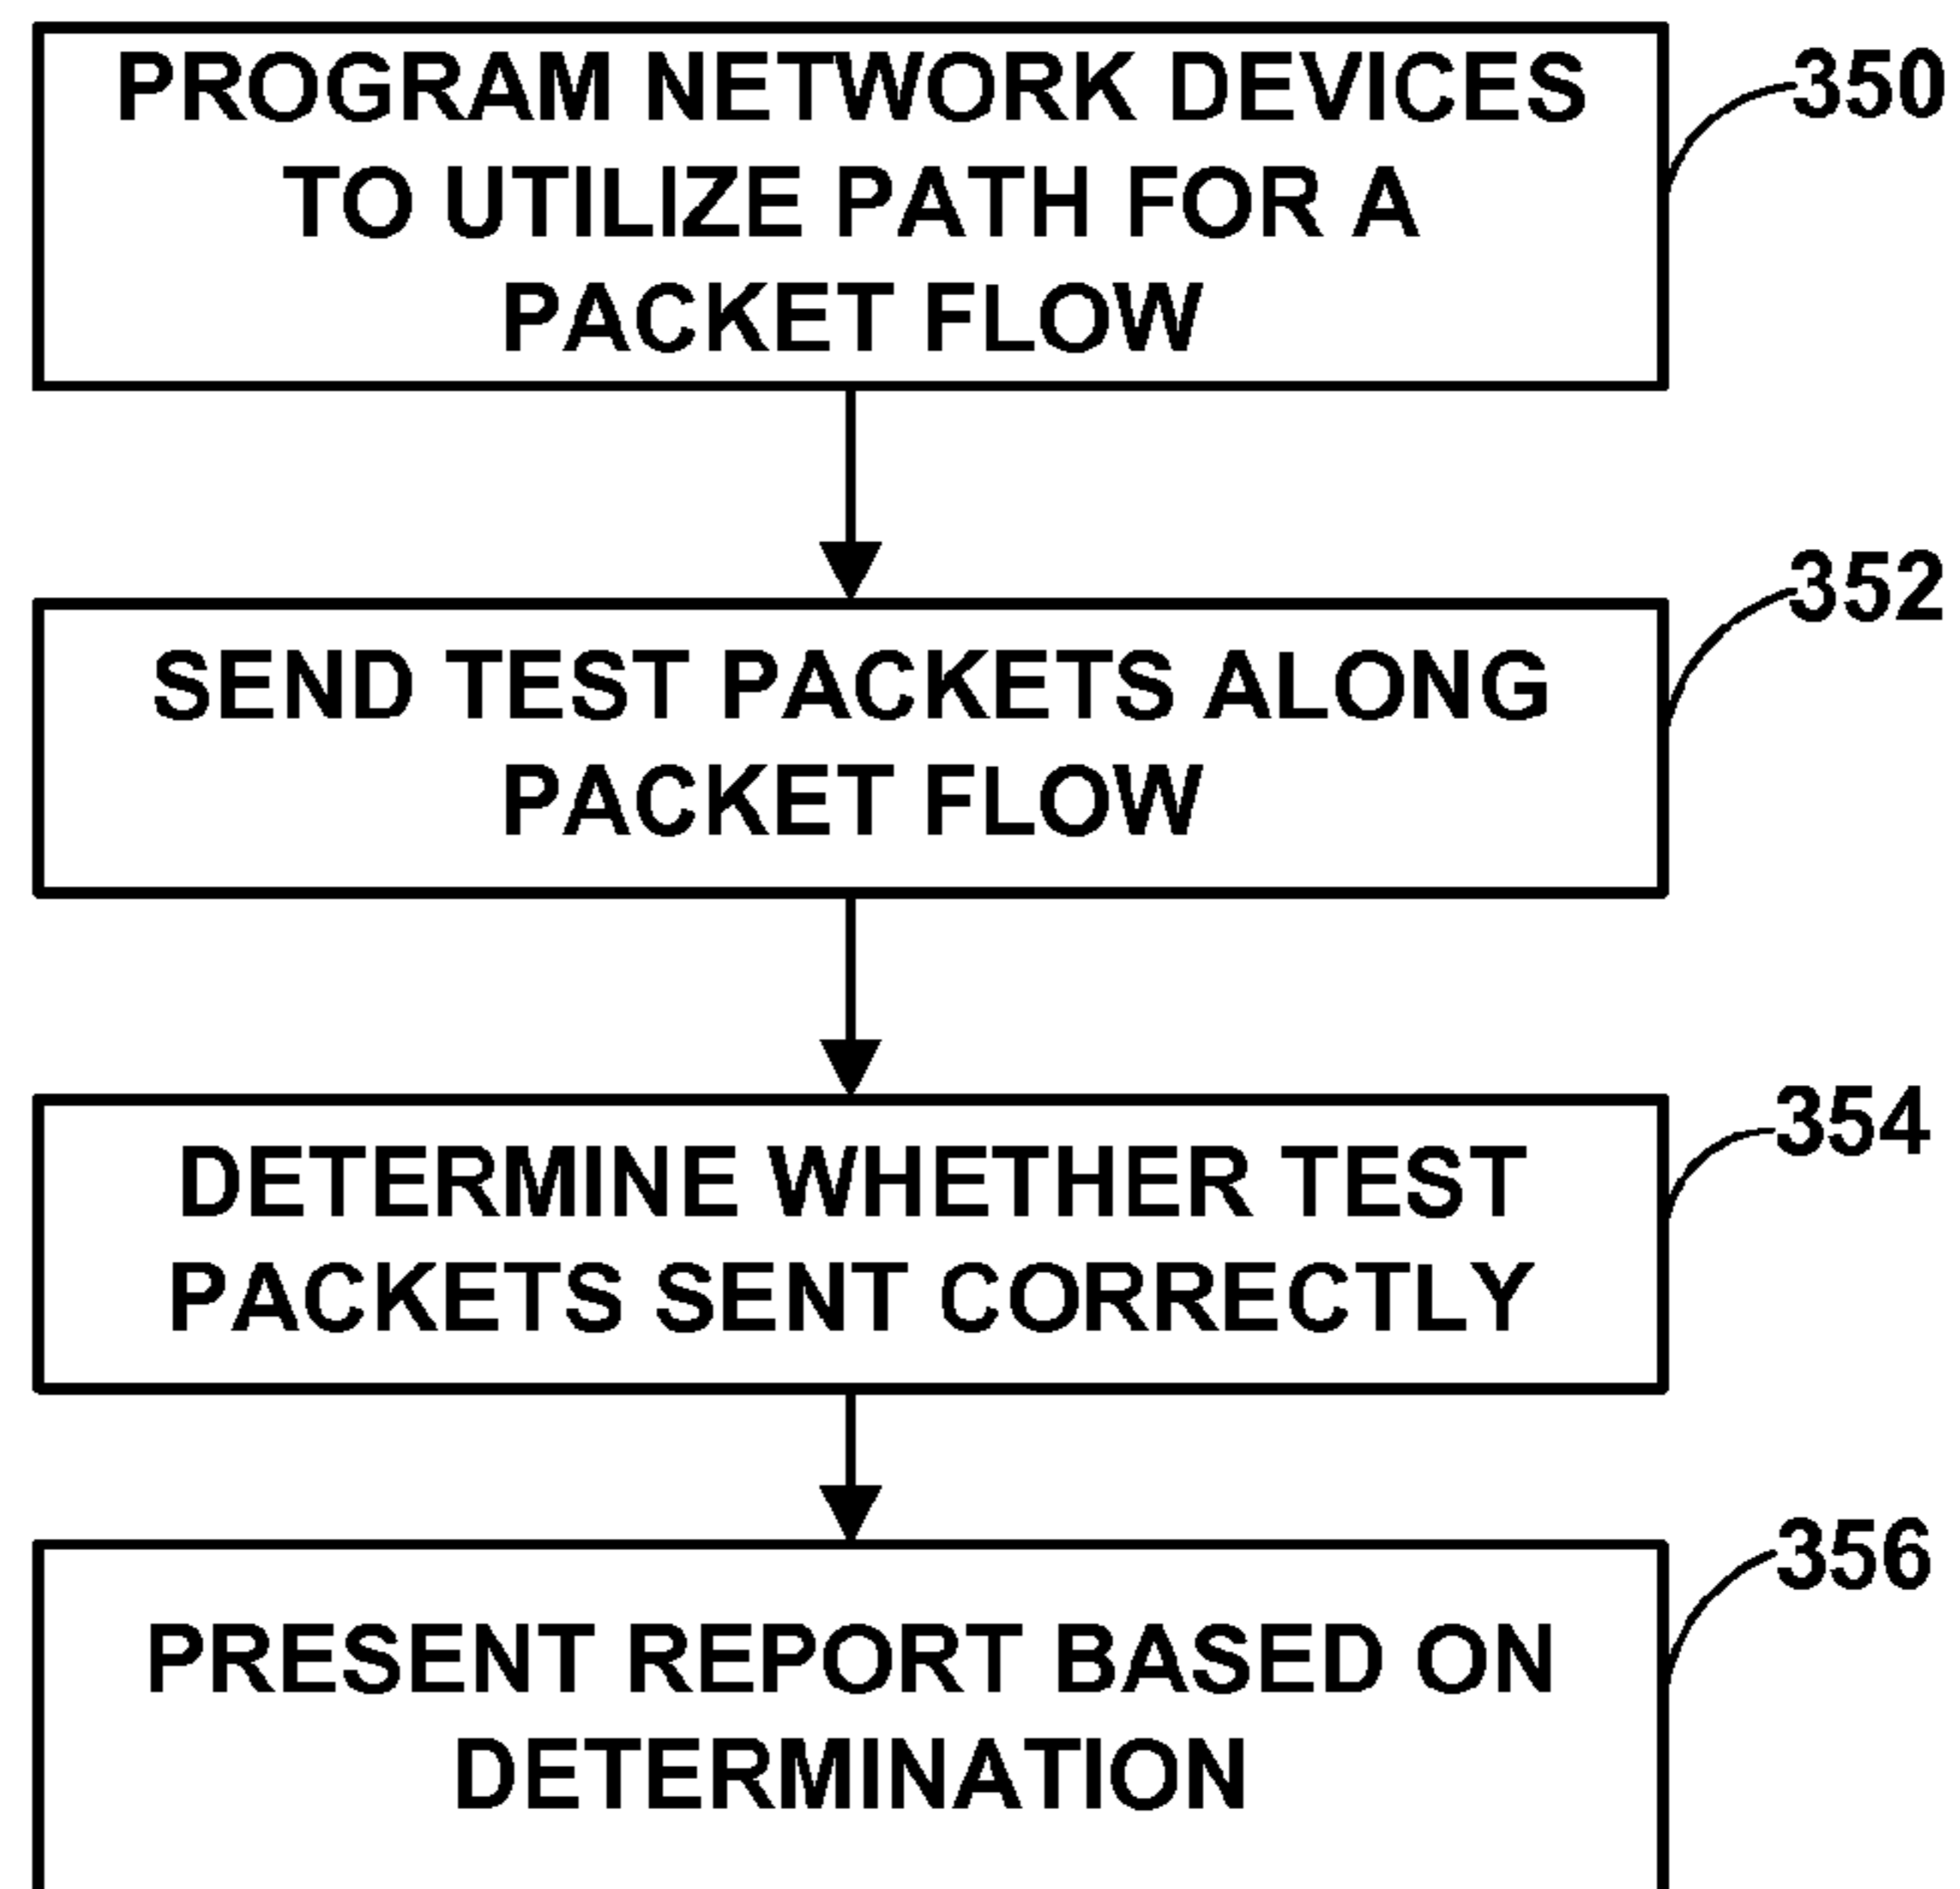 PROGRAM NETWORK DEVICES
TO UTILIZE PATH FOR A
PACKET FLOW
350
SEND TEST PACKETS ALONG
PACKET FLOW
352
DETERMINE WHETHER TEST
PACKETS SENT CORRECTLY
354
PRESENT REPORT BASED ON
DETERMINATION
356